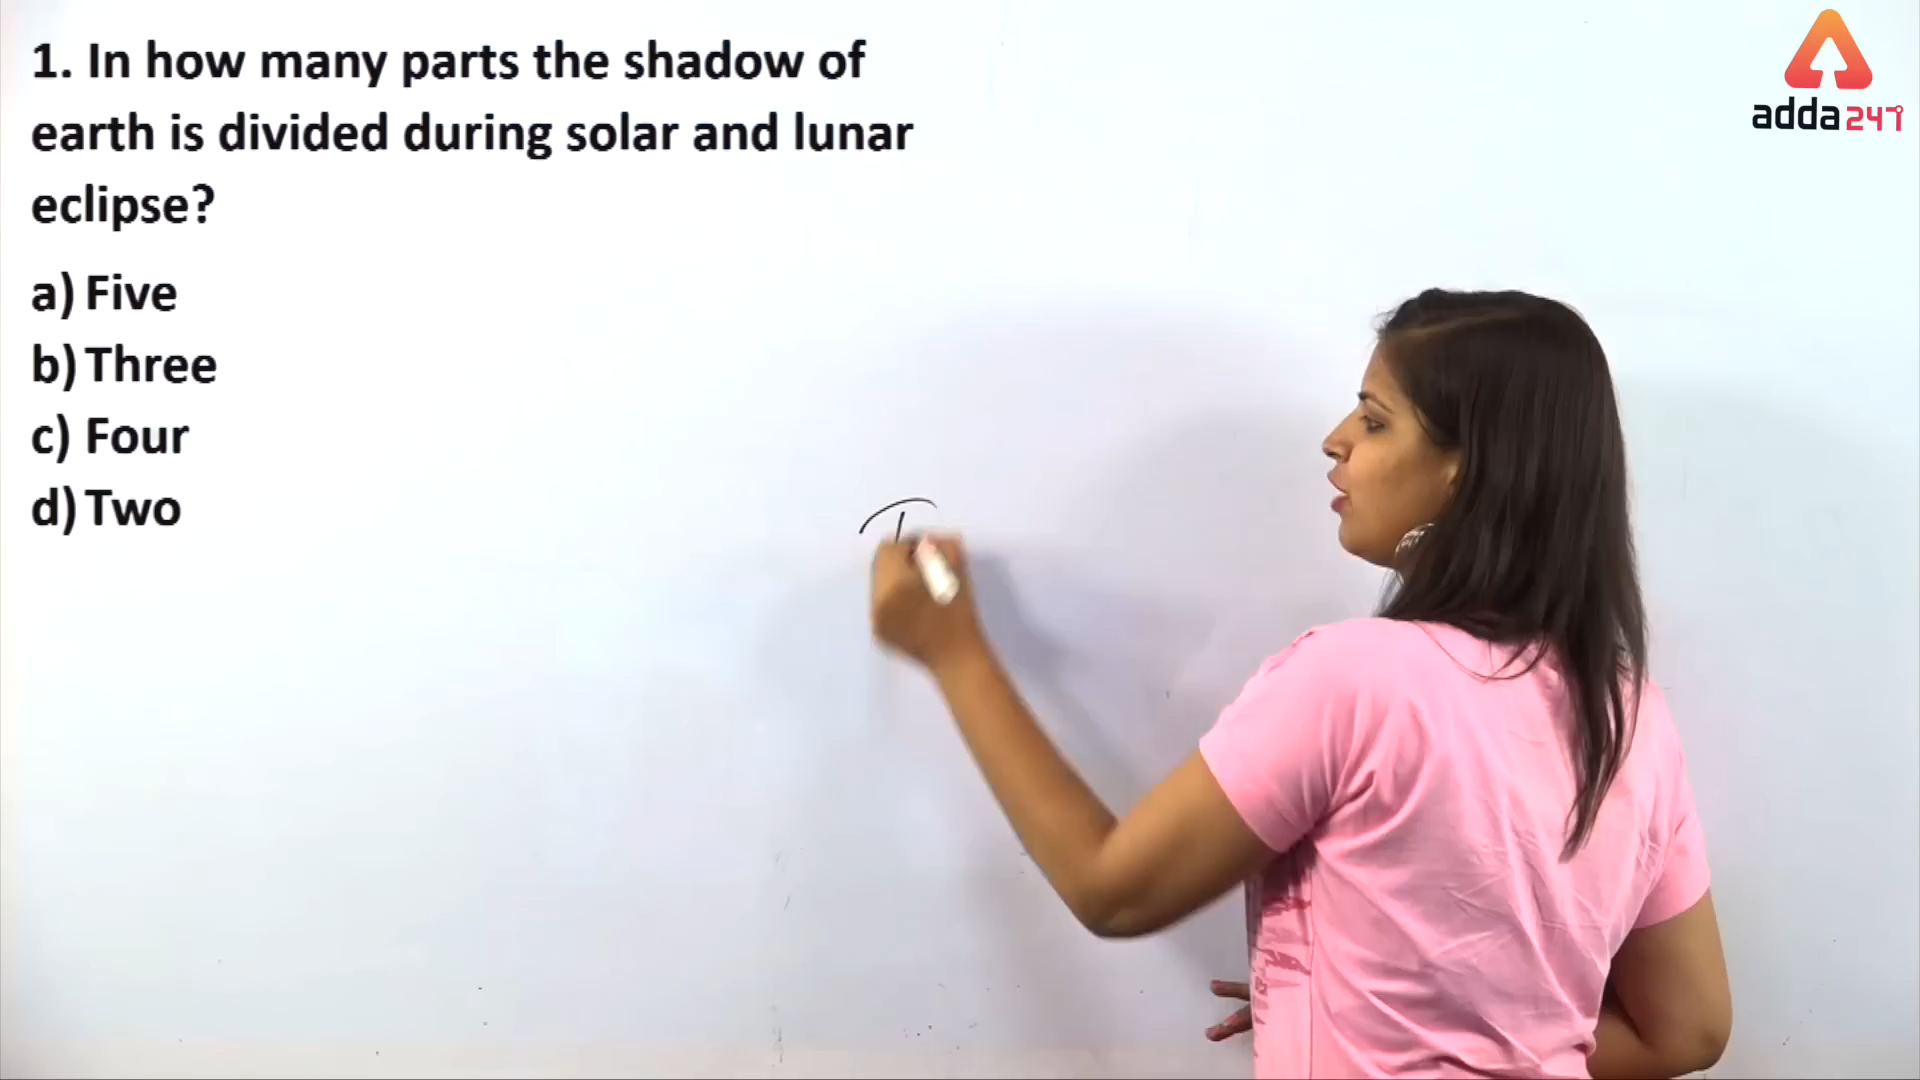 1. In how many parts the shadow of
earth is divided during solar and lunar
eclipse?
a) Five
b) Three
c) Four
d) Two
adda247